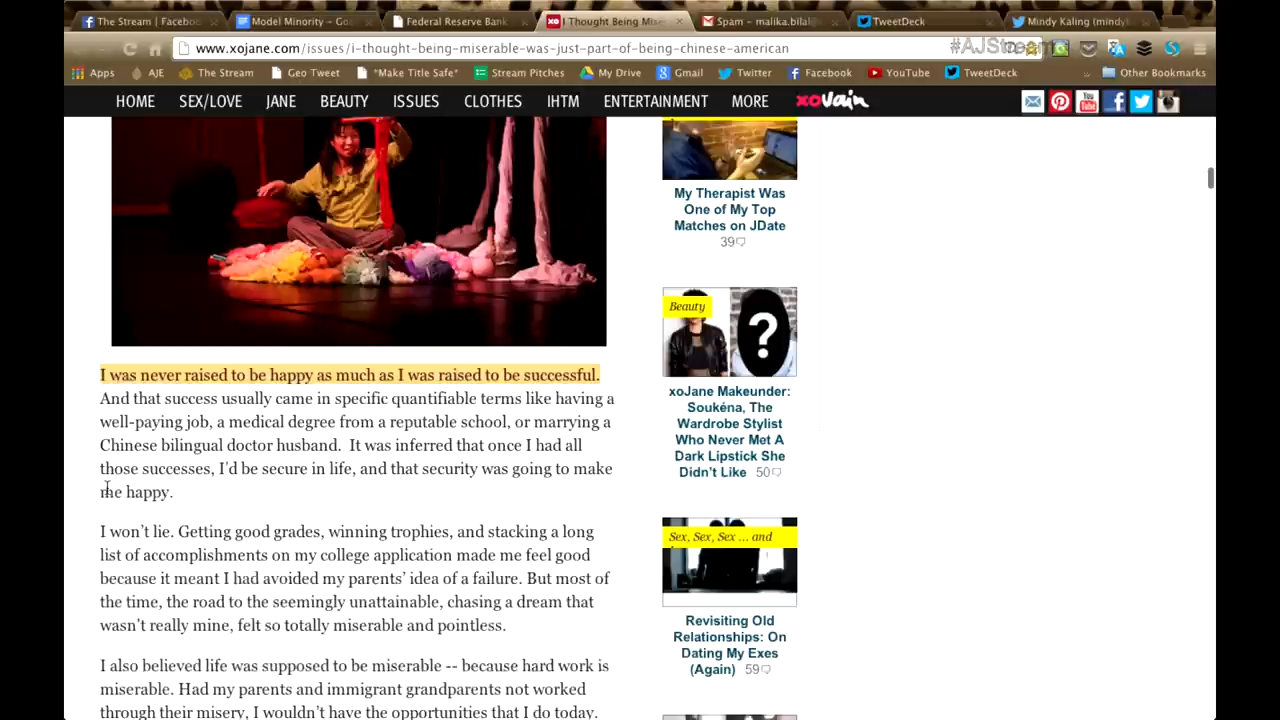 The Stream | Faceboo
Model Minority – Go
Federal Reserve Bank
I Thought Being Mise
Spam – malika.bilal
TweetDeck
Mindy Kaling (mindy
www.xojane.com/issues/i-thought-being-miserable-was-just-part-of-being-chinese-american
#AJStream
Apps
AJE
The Stream
Geo Tweet
*Make Title Safe*
Stream Pitches
My Drive
Gmail
Twitter
Facebook
YouTube
TweetDeck
Other Bookmarks
HOME
SEX/LOVE
JANE
BEAUTY
ISSUES
CLOTHES
IHTM
ENTERTAINMENT
MORE
xovain
I was never raised to be happy as much as I was raised to be successful.
And that success usually came in specific quantifiable terms like having a
well-paying job, a medical degree from a reputable school, or marrying a
Chinese bilingual doctor husband.  It was inferred that once I had all
those successes, I'd be secure in life, and that security was going to make
me happy.
I won't lie. Getting good grades, winning trophies, and stacking a long
list of accomplishments on my college application made me feel good
because it meant I had avoided my parents' idea of a failure. But most of
the time, the road to the seemingly unattainable, chasing a dream that
wasn't really mine, felt so totally miserable and pointless.
I also believed life was supposed to be miserable -- because hard work is
miserable. Had my parents and immigrant grandparents not worked
through their misery, I wouldn't have the opportunities that I do today.
My Therapist Was
One of My Top
Matches on JDate
39
Beauty
?
xoJane Makeunder:
Soukéna, The
Wardrobe Stylist
Who Never Met A
Dark Lipstick She
Didn't Like 50
Sex, Sex, Sex ... and
Revisiting Old
Relationships: On
Dating My Exes
(Again) 59